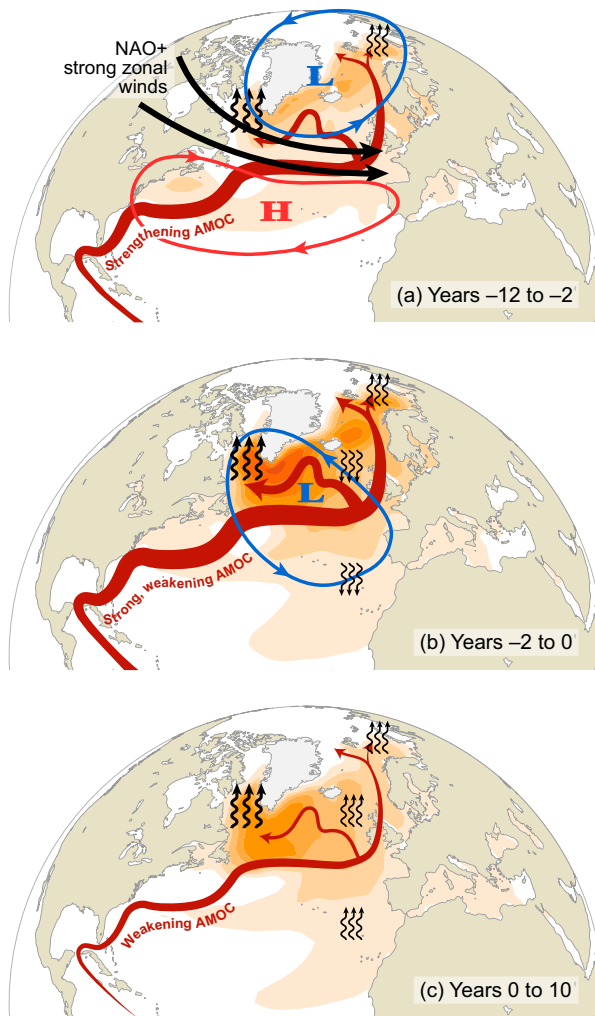 NAO+
strong zonal
winds
L
H
Strengthening AMOC
(a) Years –12 to –2
L
Strong, weakening AMOC
(b) Years –2 to 0
Weakening AMOC
(c) Years 0 to 10